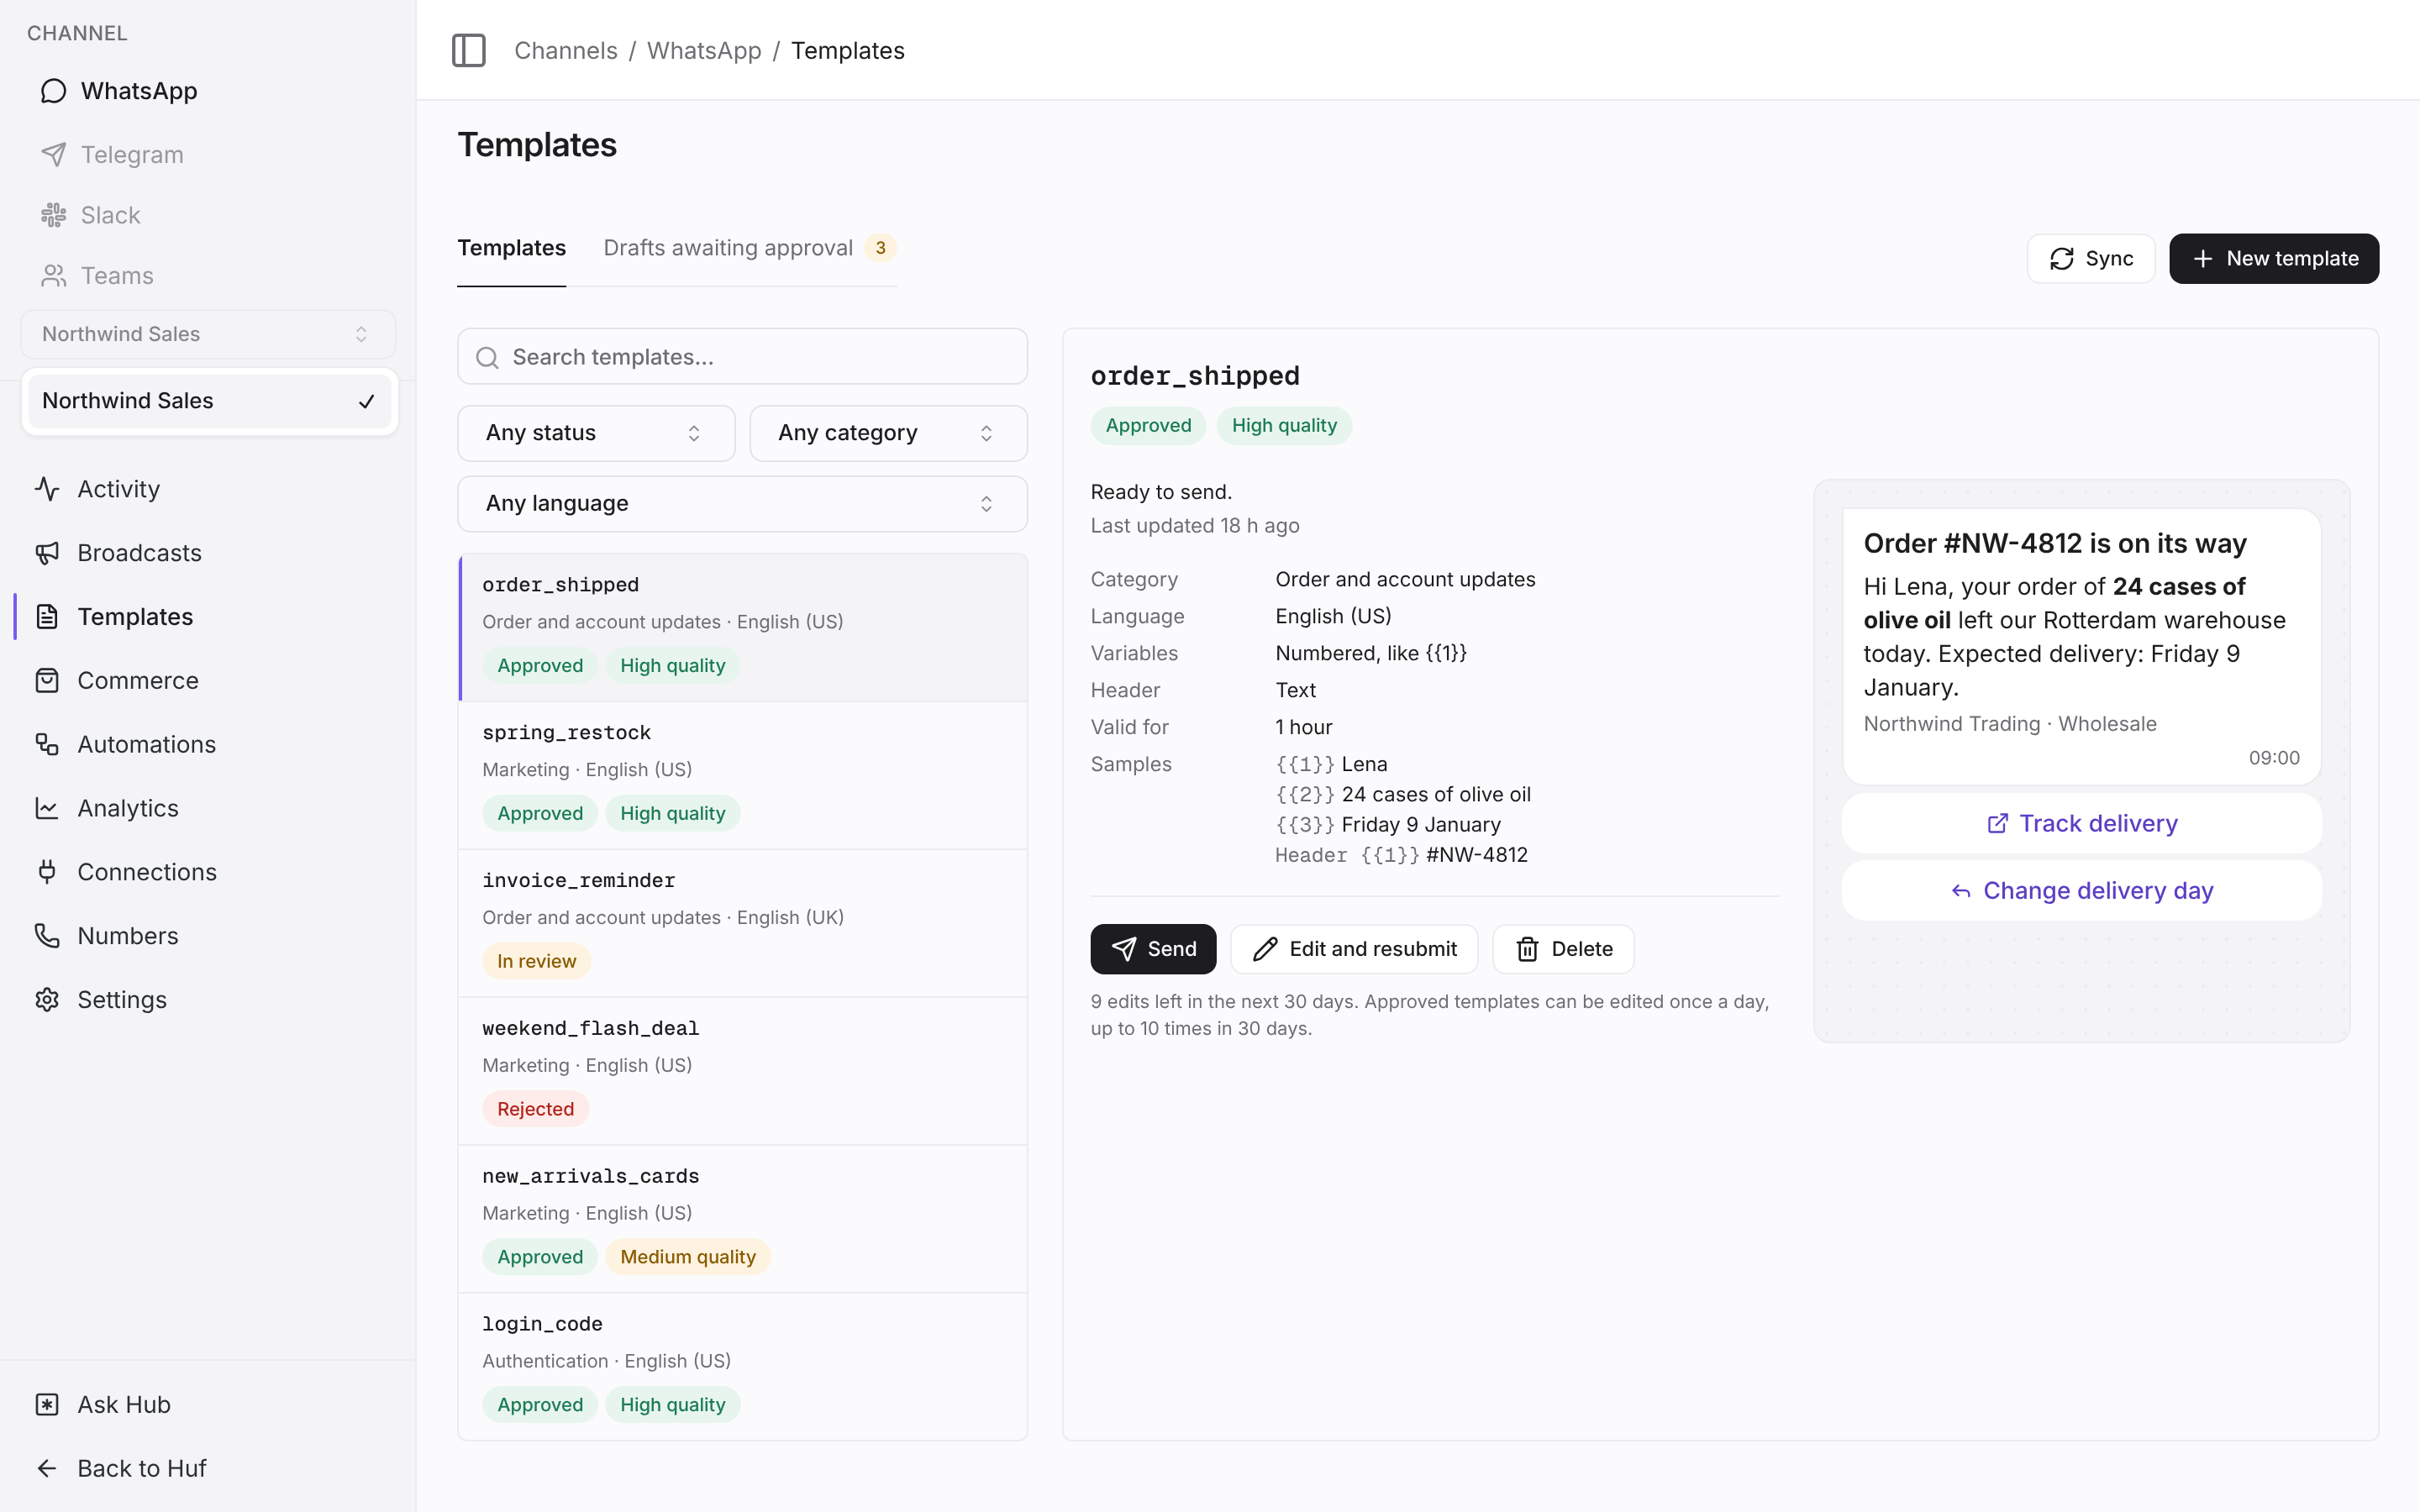 CHANNEL
WhatsApp
Telegram
Slack
Teams
Northwind Sales
Northwind Sales
Activity
Broadcasts
Templates
Commerce
Automations
Analytics
Connections
Numbers
Settings
Ask Hub
Back to Huf
Channels / WhatsApp / Templates
Templates
Templates
Drafts awaiting approval 3
Sync
New template
Search templates...
Any status
Any category
Any language
order_shipped
Order and account updates · English (US)
Approved High quality
spring_restock
Marketing · English (US)
Approved High quality
invoice_reminder
Order and account updates · English (UK)
In review
weekend_flash_deal
Marketing · English (US)
Rejected
new_arrivals_cards
Marketing · English (US)
Approved Medium quality
login_code
Authentication · English (US)
Approved High quality
order_shipped
Approved High quality
Ready to send.
Last updated 18 h ago
Category Order and account updates
Language English (US)
Variables Numbered, like {{1}}
Header Text
Valid for 1 hour
Samples {{1}} Lena
{{2}} 24 cases of olive oil
{{3}} Friday 9 January
Header {{1}} #NW-4812
Send
Edit and resubmit
Delete
9 edits left in the next 30 days. Approved templates can be edited once a day,
up to 10 times in 30 days.
Order #NW-4812 is on its way
Hi Lena, your order of 24 cases of
olive oil left our Rotterdam warehouse
today. Expected delivery: Friday 9
January.
Northwind Trading · Wholesale
09:00
Track delivery
Change delivery day